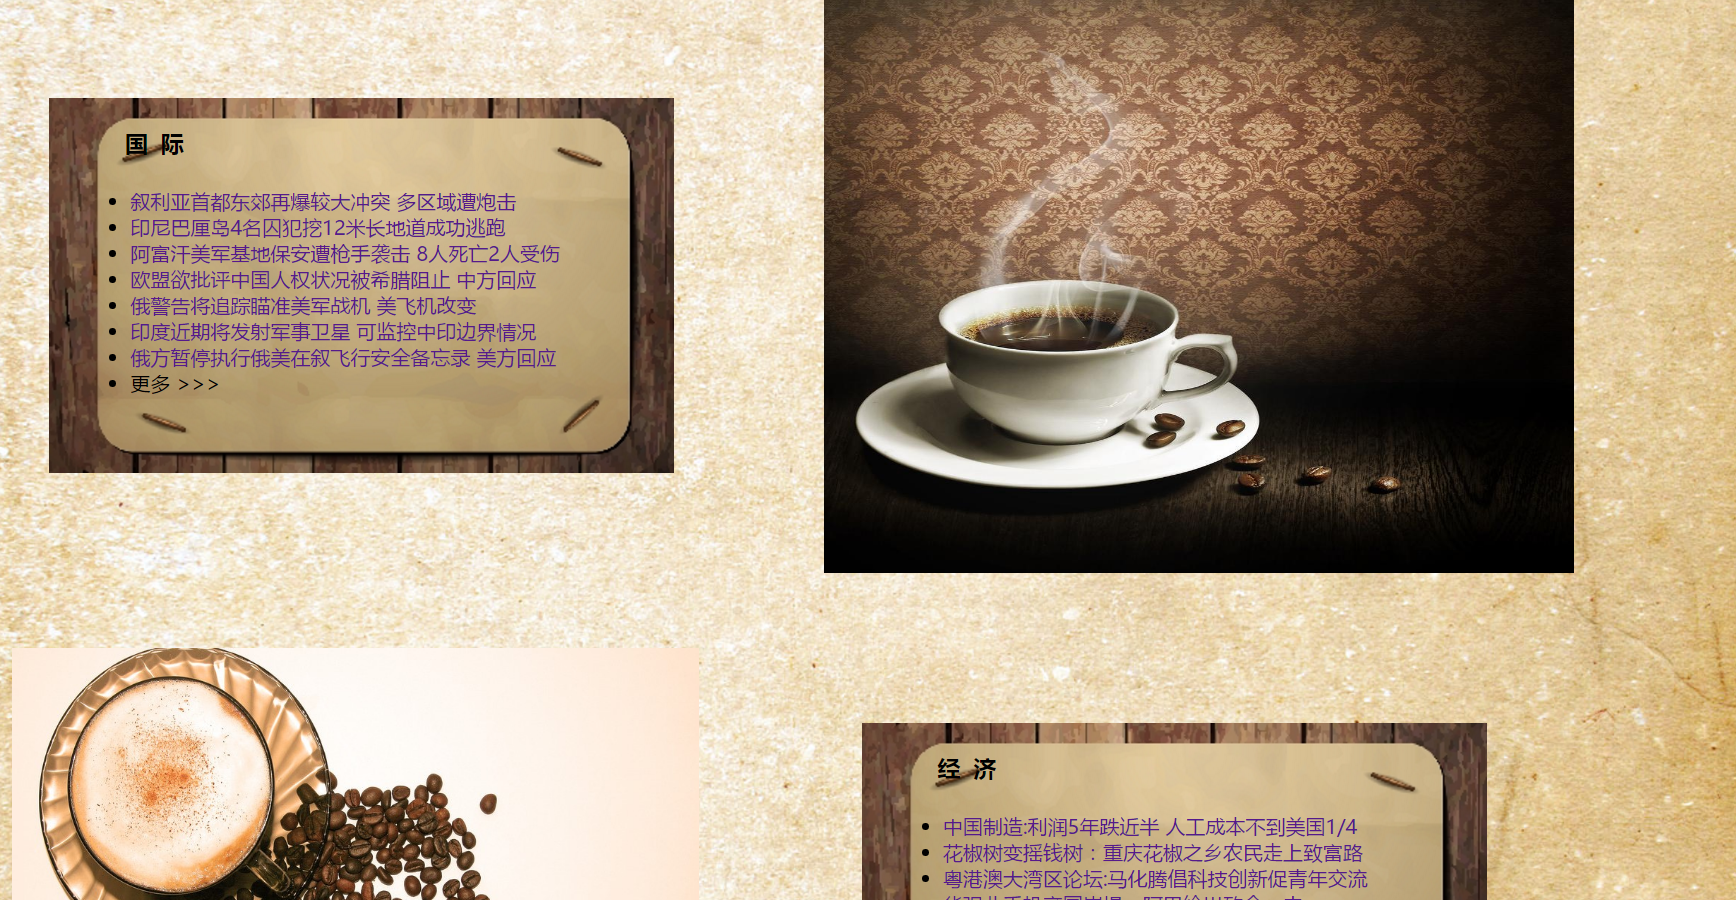 国 际
叙利亚首都东郊再爆较大冲突 多区域遭炮击
印尼巴厘岛4名囚犯挖12米长地道成功逃跑
阿富汗美军基地保安遭枪手袭击 8人死亡2人受伤
欧盟欲批评中国人权状况被希腊阻止 中方回应
俄警告将追踪瞄准美军战机 美飞机改变
印度近期将发射军事卫星 可监控中印边界情况
俄方暂停执行俄美在叙飞行安全备忘录 美方回应
更多 >>>
经 济
中国制造:利润5年跌近半 人工成本不到美国1/4
花椒树变摇钱树：重庆花椒之乡农民走上致富路
粤港澳大湾区论坛:马化腾倡科技创新促青年交流